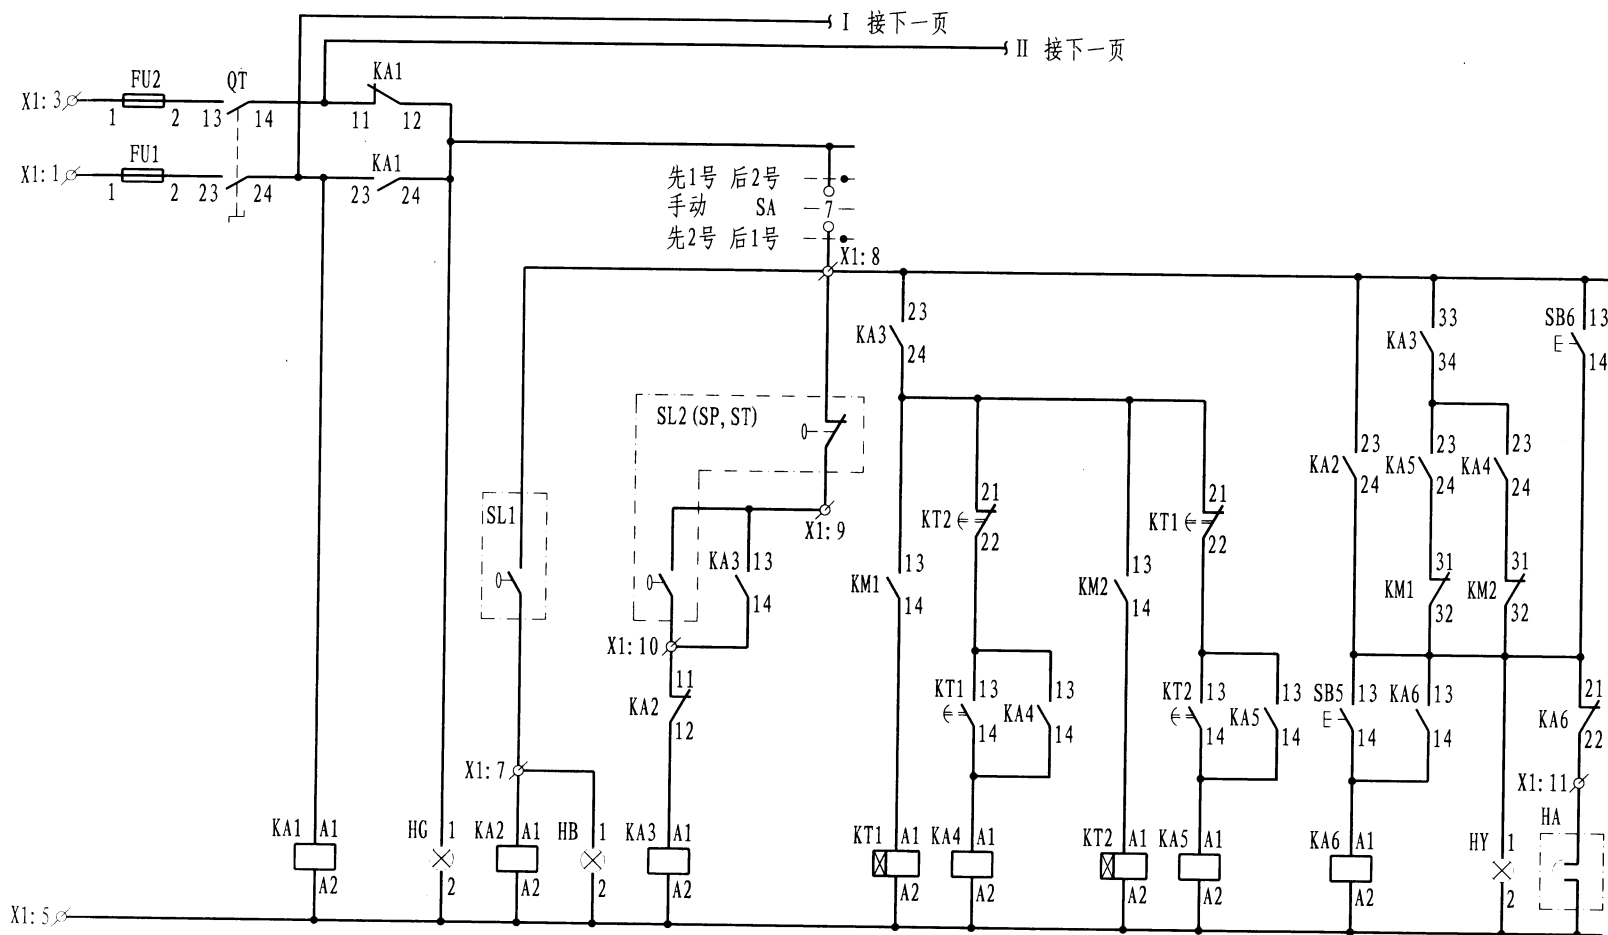 I 接下一页
II 接下一页
KA1
FU2 QT
X1:3
1 2 13 14 11 12
FU1 KA1
X1:1
1 2 23 24 23 24
先1号 后2号
手动 SA 7
先2号 后1号
X1:8
23
KA3
24
33
KA3
34
SB6 13
14
SL2 (SP, ST)
23 23 23
KA2 KA5 KA4
24 24 24
SL1
X1:9
21
KT2
22
21
KT1
22
KA3 13
14
13
KM1
14
13
KM2
14
31 31
KM1 KM2
32 32
X1:10
11
KA2
12
KT1 13 13
KA4
14 14
KT2 13 13
KA5
14 14
SB5 13 KA6 13
14 14
21
KA6
22
X1:7
X1:11
HA
KA1 A1
A2
HG 1
2
KA2 A1
A2
HB 1
2
KA3 A1
A2
KT1 A1
A2
KA4 A1
A2
KT2 A1
A2
KA5 A1
A2
KA6 A1
A2
HY 1
2
X1:5